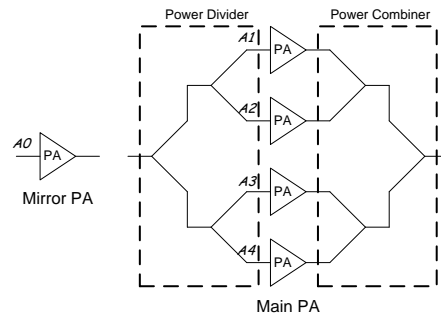 Power Divider
Power Combiner
A1
PA
A2
PA
A0
PA
Mirror PA
A3
PA
A4
PA
Main PA